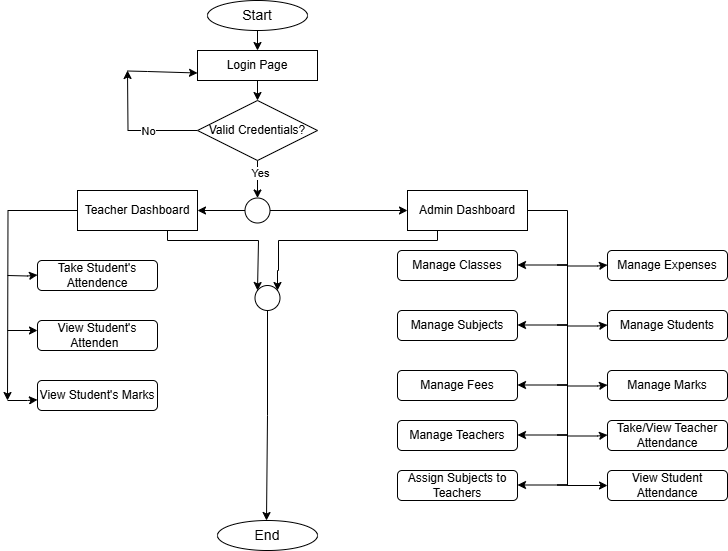 Start
Login Page
Valid Credentials?
No
Yes
Teacher Dashboard
Admin Dashboard
Take Student's
Attendence
View Student's
Attenden
View Student's Marks
Manage Classes
Manage Expenses
Manage Subjects
Manage Students
Manage Fees
Manage Marks
Manage Teachers
Take/View Teacher
Attendance
Assign Subjects to
Teachers
View Student
Attendance
End